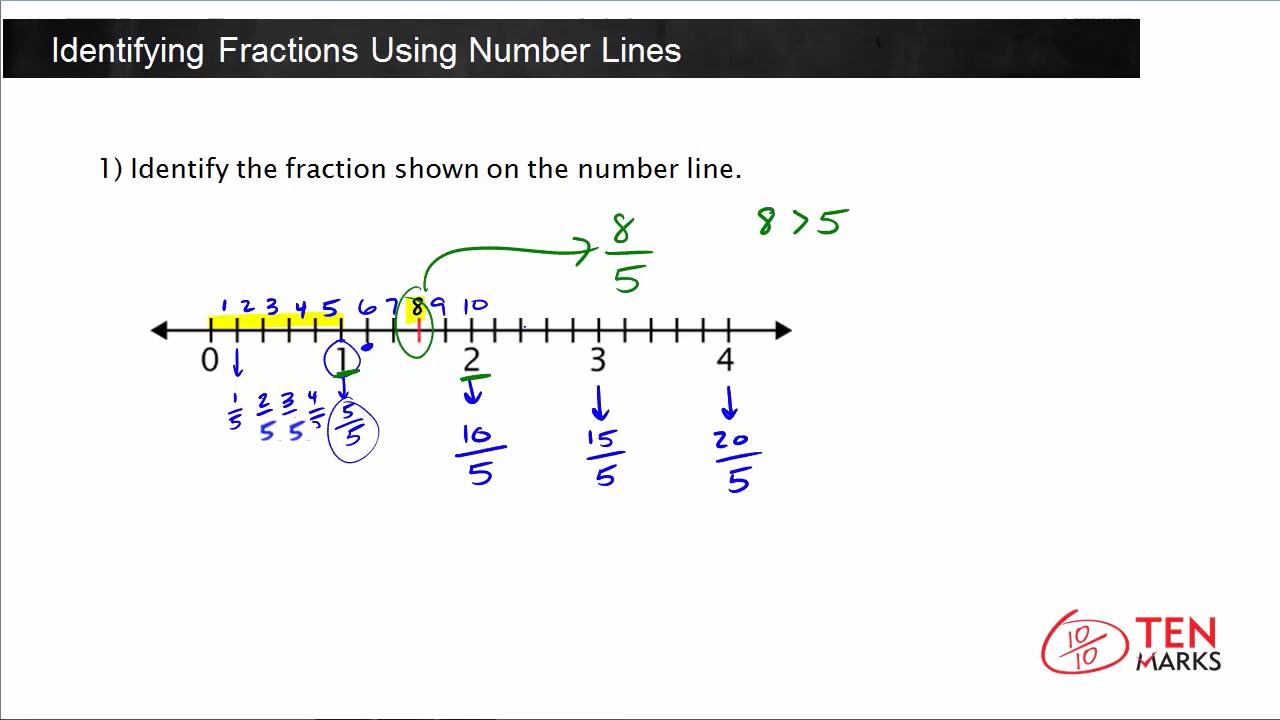 Identifying Fractions Using Number Lines
1) Identify the fraction shown on the number line.
8/5
8 > 5
1 2 3 4 5 6 7 8 9 10
0 1 2 3 4
1/5 2/5 3/5 4/5 5/5
10/5 15/5 20/5
10/10 TEN
MARKS